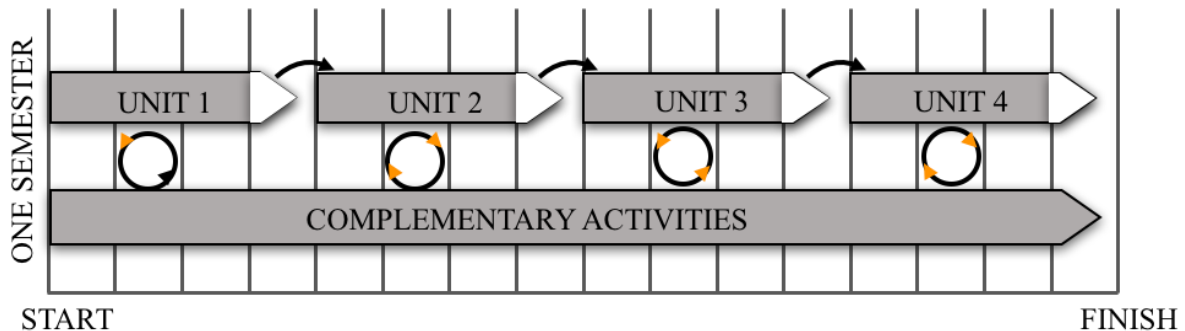 ONE SEMESTER
UNIT 1
UNIT 2
UNIT 3
UNIT 4
COMPLEMENTARY ACTIVITIES
START
FINISH